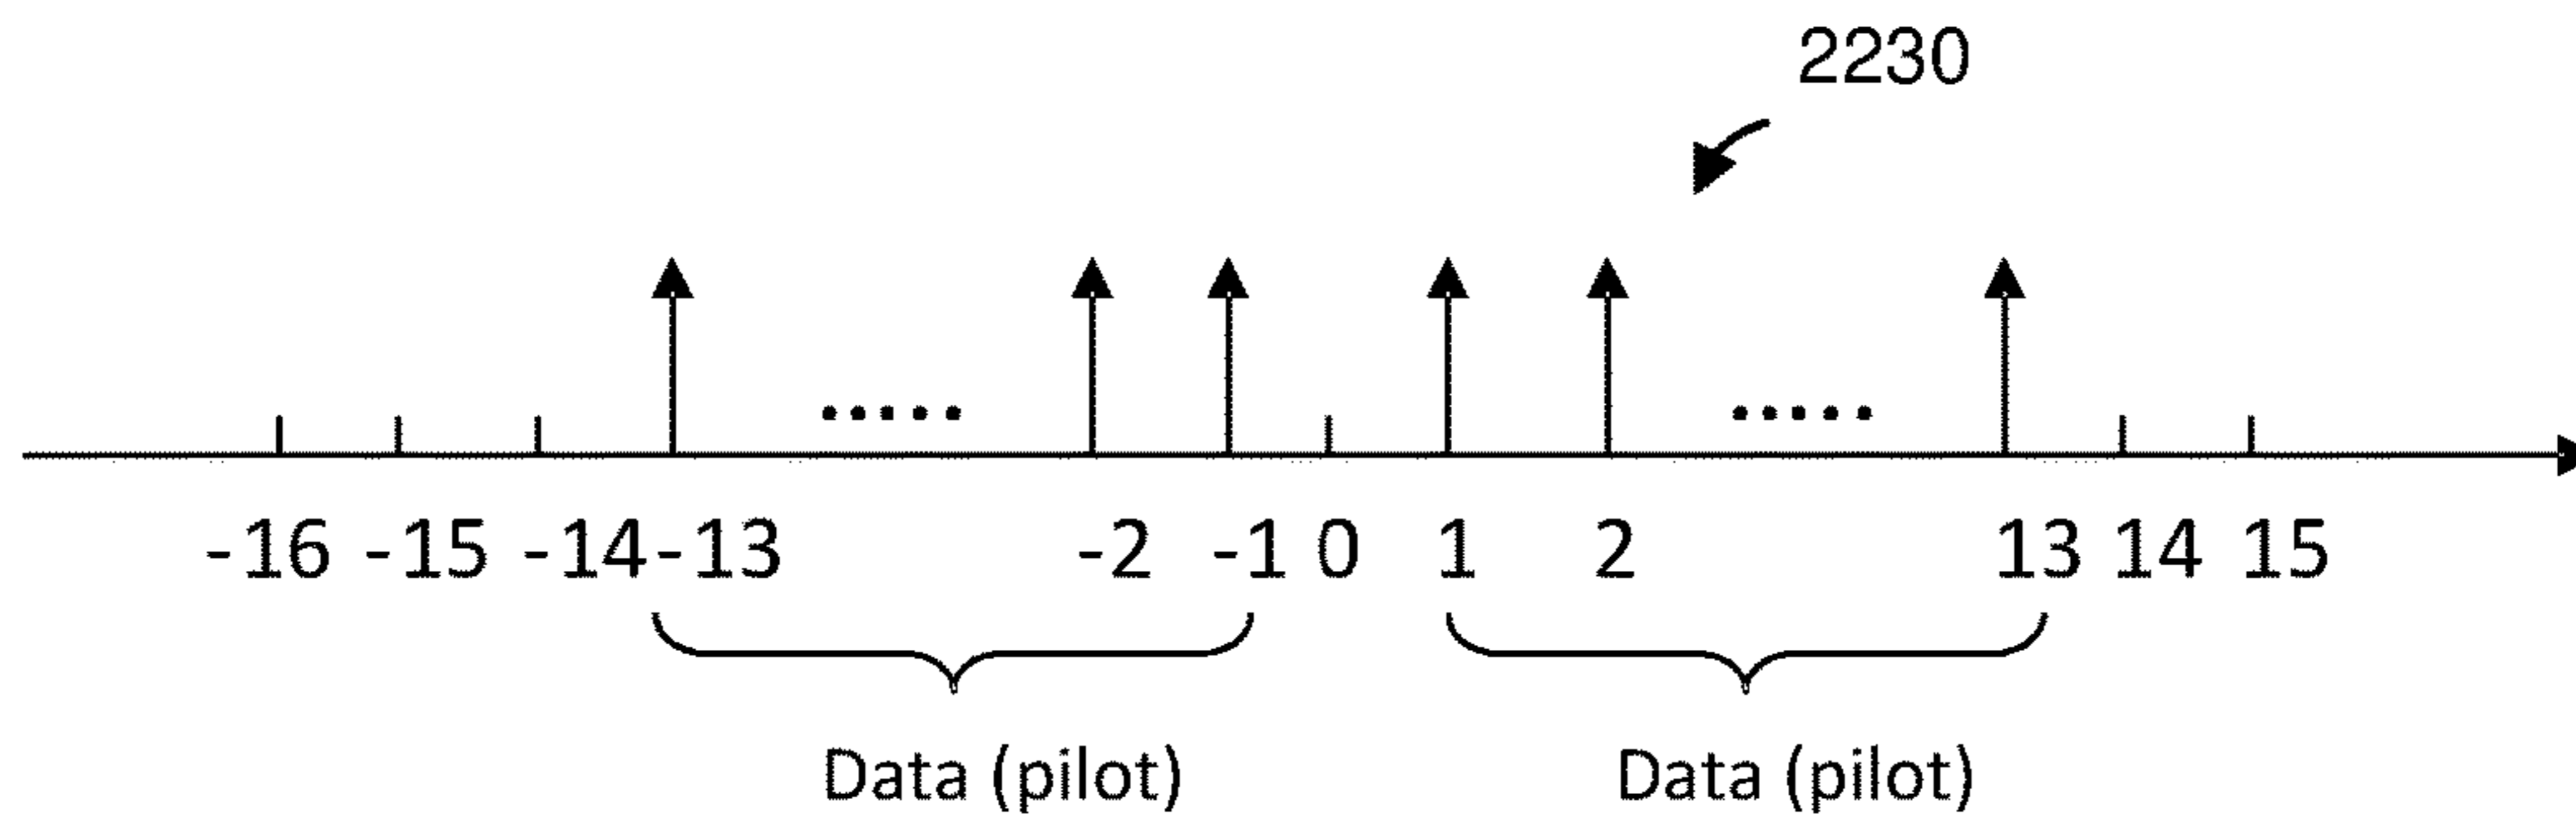 2230
-16 -15 -14 -13 ..... -2 -1 0 1 2 ..... 13 14 15
Data (pilot) Data (pilot)